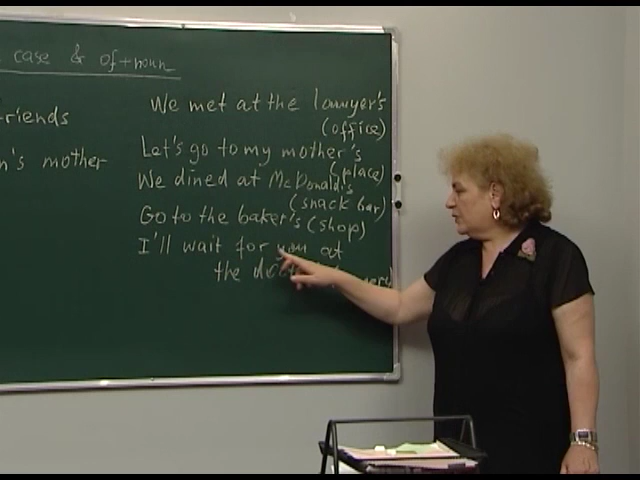 case & of+noun
riends
n's mother
We met at the lawyer's
(office)
Let's go to my mother's
(place)
We dined at McDonald's
(snack bar)
Go to the baker's (shop)
I'll wait for you at
the